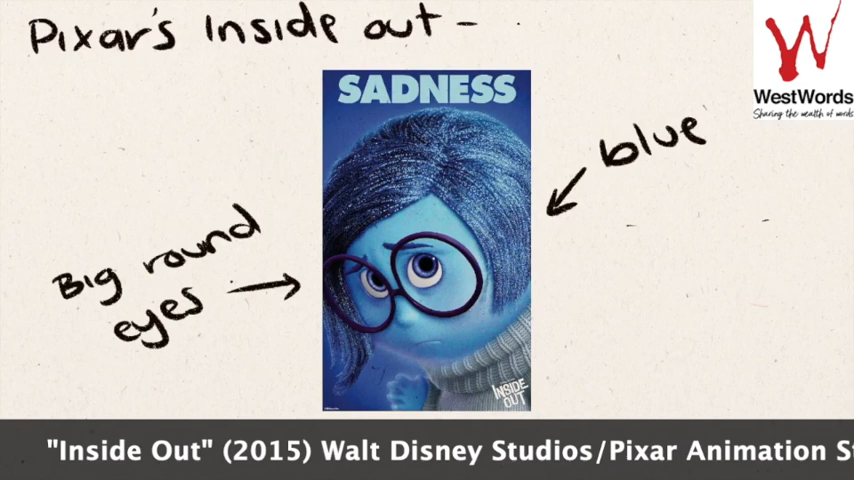 Pixar's Inside out -
WestWords
Sharing the wealth of words
SADNESS
blue
Big round
eyes
INSIDE
OUT
"Inside Out" (2015) Walt Disney Studios/Pixar Animation St